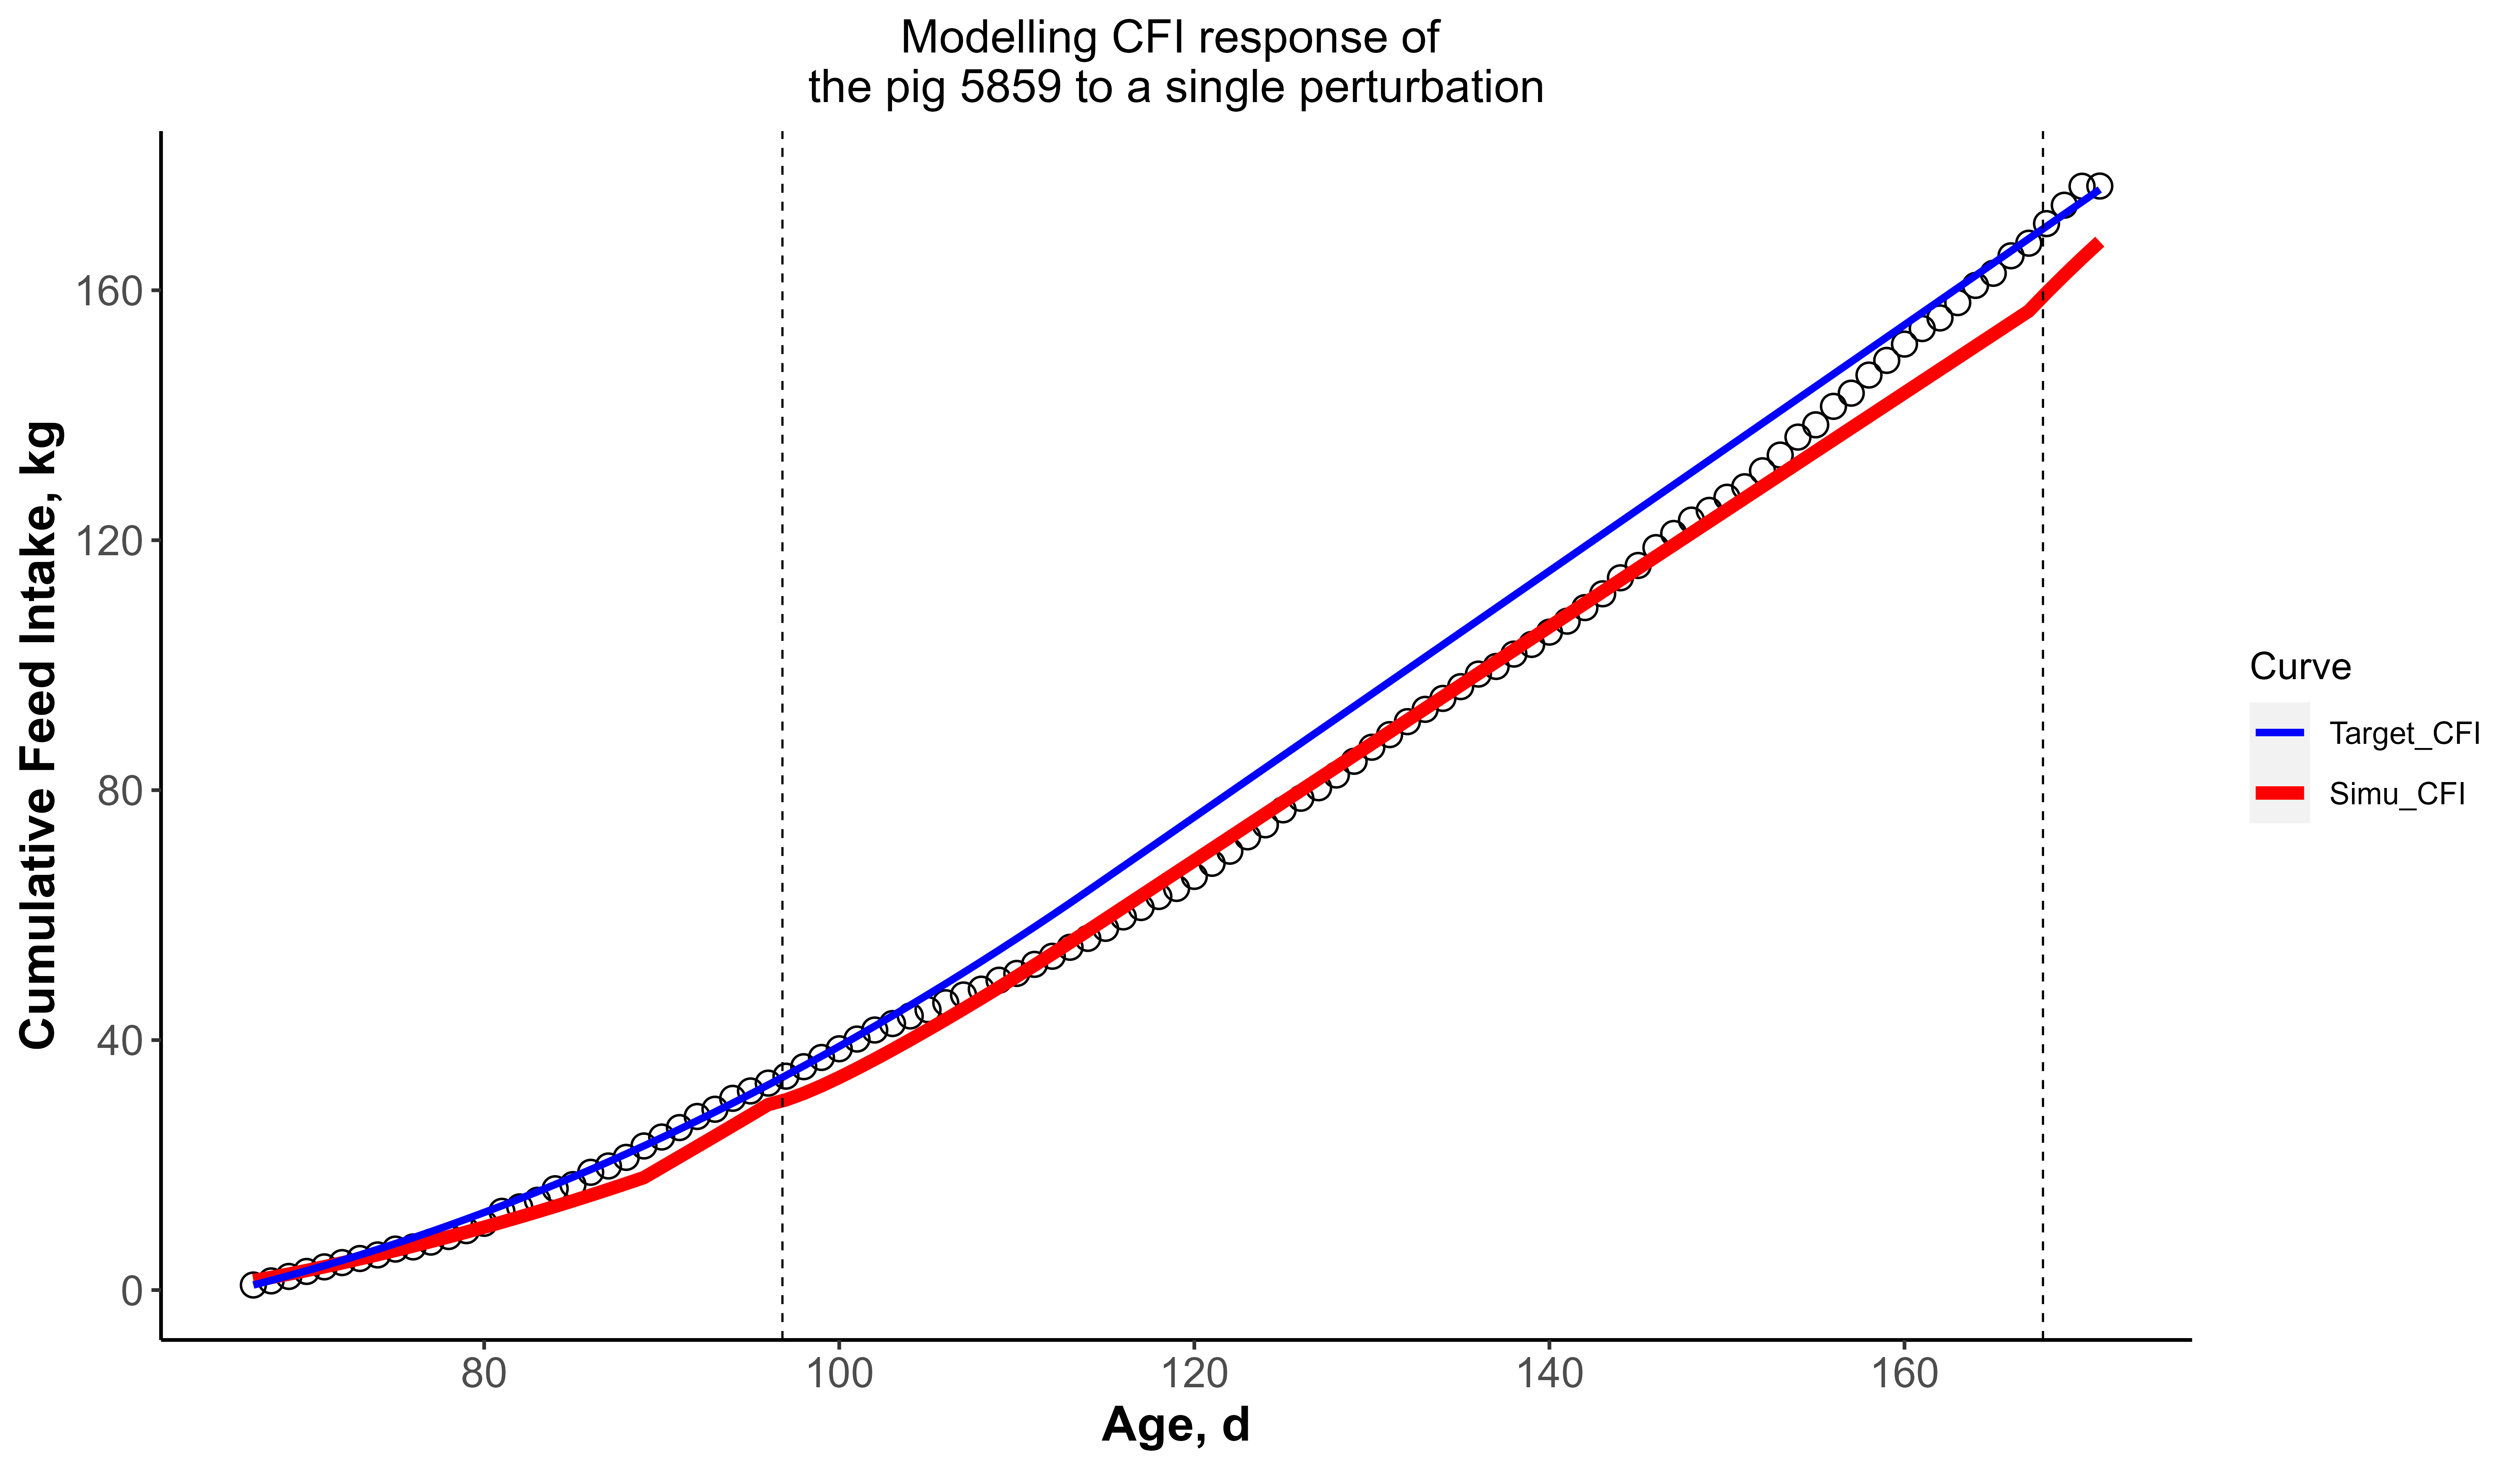 Modelling CFI response of
the pig 5859 to a single perturbation
Cumulative Feed Intake, kg
160
120
80
40
0
80 100 120 140 160
Age, d
Curve
Target_CFI
Simu_CFI